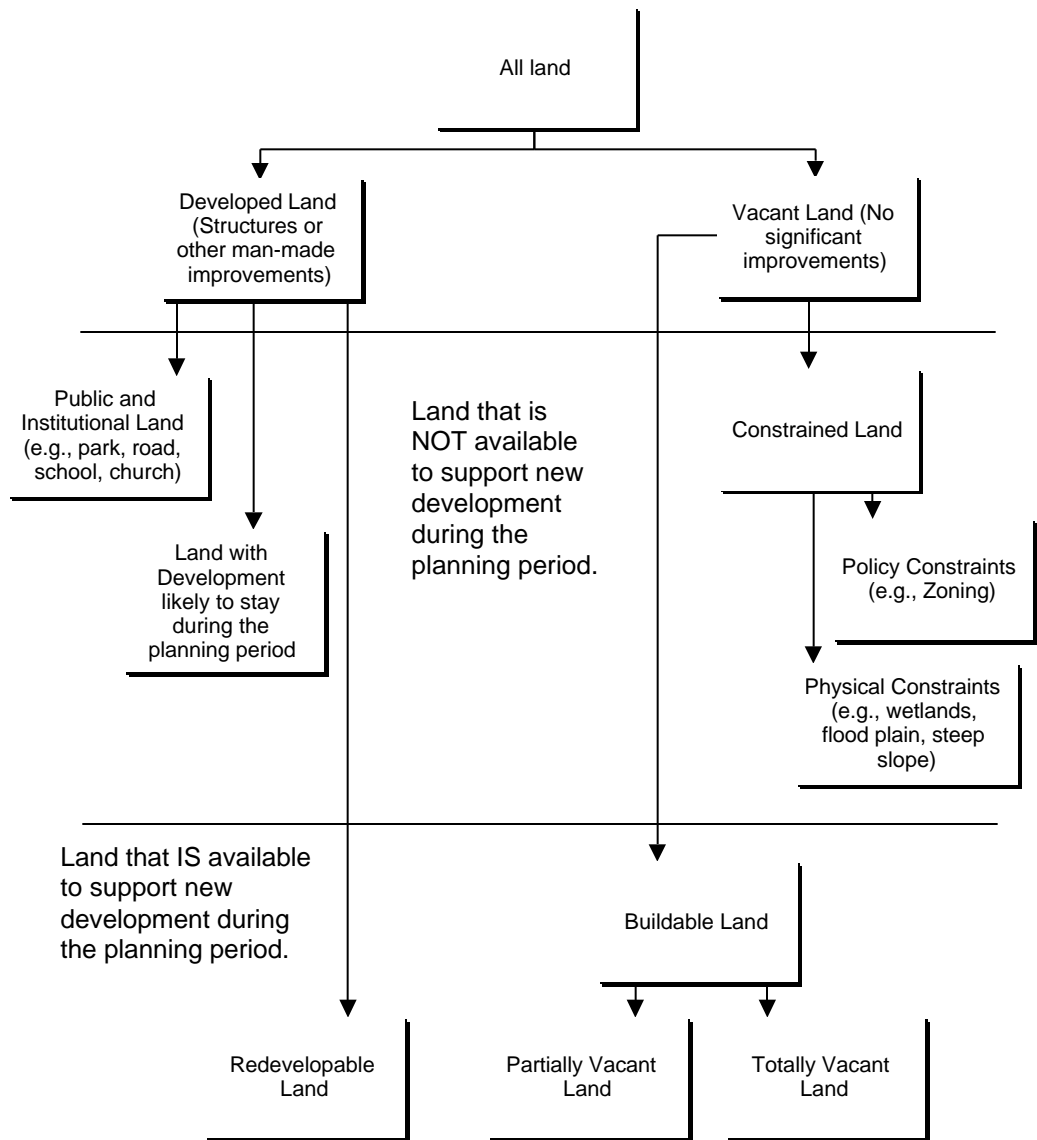 All land
Developed Land
(Structures or
other man-made
improvements)
Vacant Land (No
significant
improvements)
Public and
Institutional Land
(e.g., park, road,
school, church)
Land that is
NOT available
to support new
development
during the
planning period.
Constrained Land
Land with
Development
likely to stay
during the
planning period
Policy Constraints
(e.g., Zoning)
Physical Constraints
(e.g., wetlands,
flood plain, steep
slope)
Land that IS available
to support new
development during
the planning period.
Buildable Land
Redevelopable
Land
Partially Vacant
Land
Totally Vacant
Land